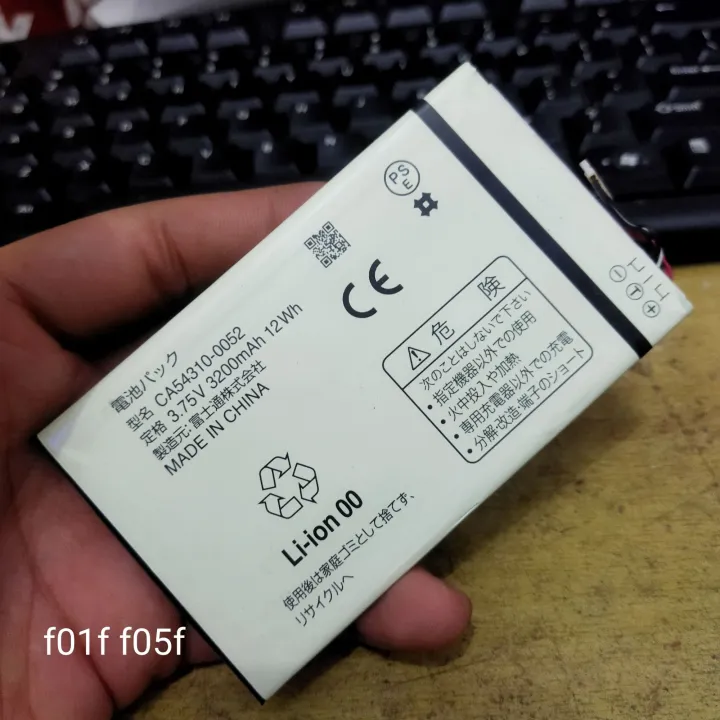 PSE
電池パック
型名 CA54310-0052
定格 3.75V 3200mAh 12Wh
製造元:富士通株式会社
MADE IN CHINA
CE
⚠危険
次のことはしないで下さい
・指定機器以外での使用
・火中投入や加熱
・専用充電器以外での充電
・分解・改造・端子のショート
Li-ion 00
使用後は家庭ゴミとして捨てず、
リサイクルへ
− T +
f01f f05f